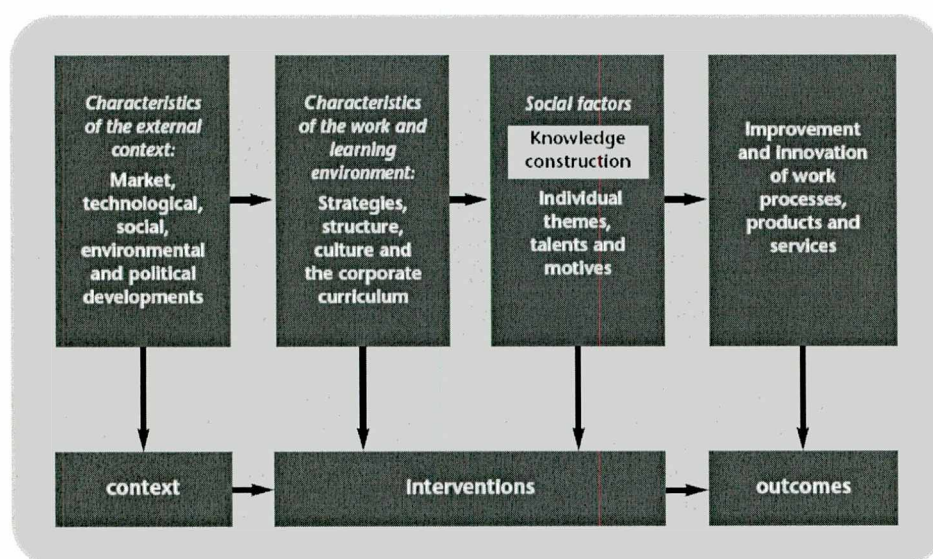 Characteristics
of the external
context:
Market,
technological,
social,
environmental
and political
developments
Characteristics
of the work and
learning
environment:
Strategies,
structure,
culture and
the corporate
curriculum
Social factors
Knowledge
construction
Individual
themes,
talents and
motives
Improvement
and innovation
of work
processes,
products and
services
context
interventions
outcomes